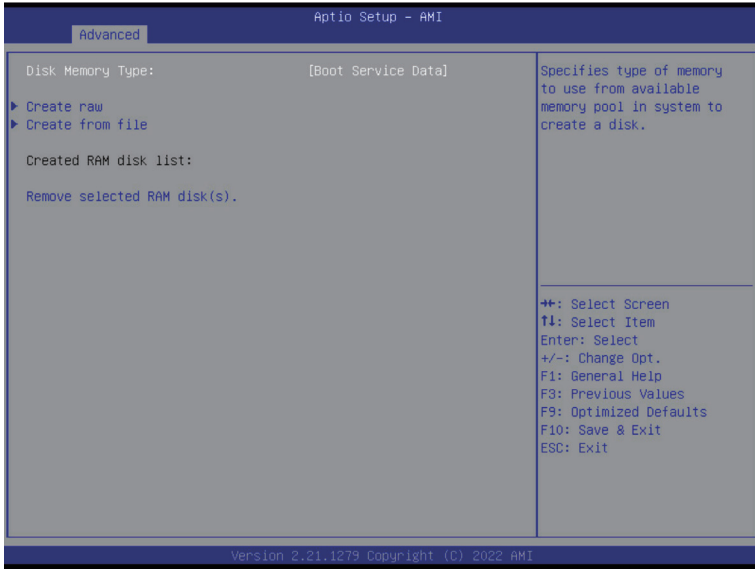 Aptio Setup – AMI
Advanced
Disk Memory Type: [Boot Service Data]
Create raw
Create from file
Created RAM disk list:
Remove selected RAM disk(s).
Specifies type of memory
to use from available
memory pool in system to
create a disk.
→←: Select Screen
↑↓: Select Item
Enter: Select
+/-: Change Opt.
F1: General Help
F3: Previous Values
F9: Optimized Defaults
F10: Save & Exit
ESC: Exit
Version 2.21.1279 Copyright (C) 2022 AMI